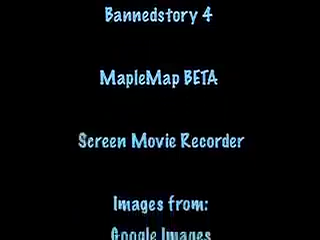 Bannedstory 4
MapleMap BETA
Screen Movie Recorder
Images from:
Google Images